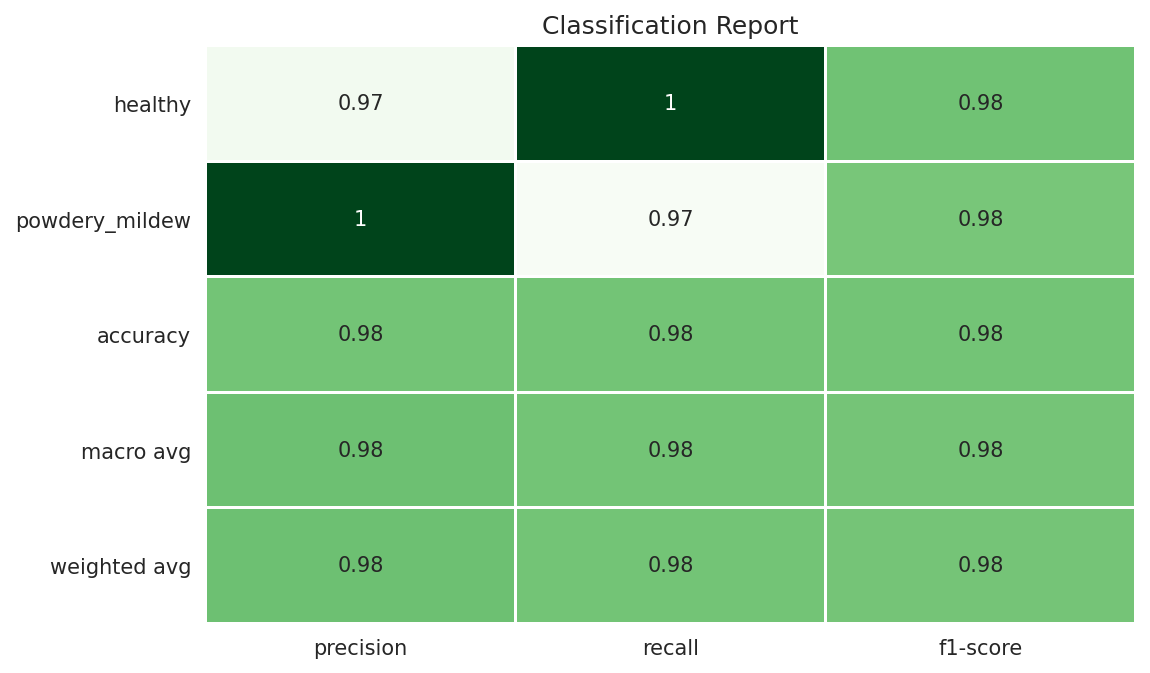 Classification Report
healthy 0.97 1 0.98
powdery_mildew 1 0.97 0.98
accuracy 0.98 0.98 0.98
macro avg 0.98 0.98 0.98
weighted avg 0.98 0.98 0.98
precision recall f1-score